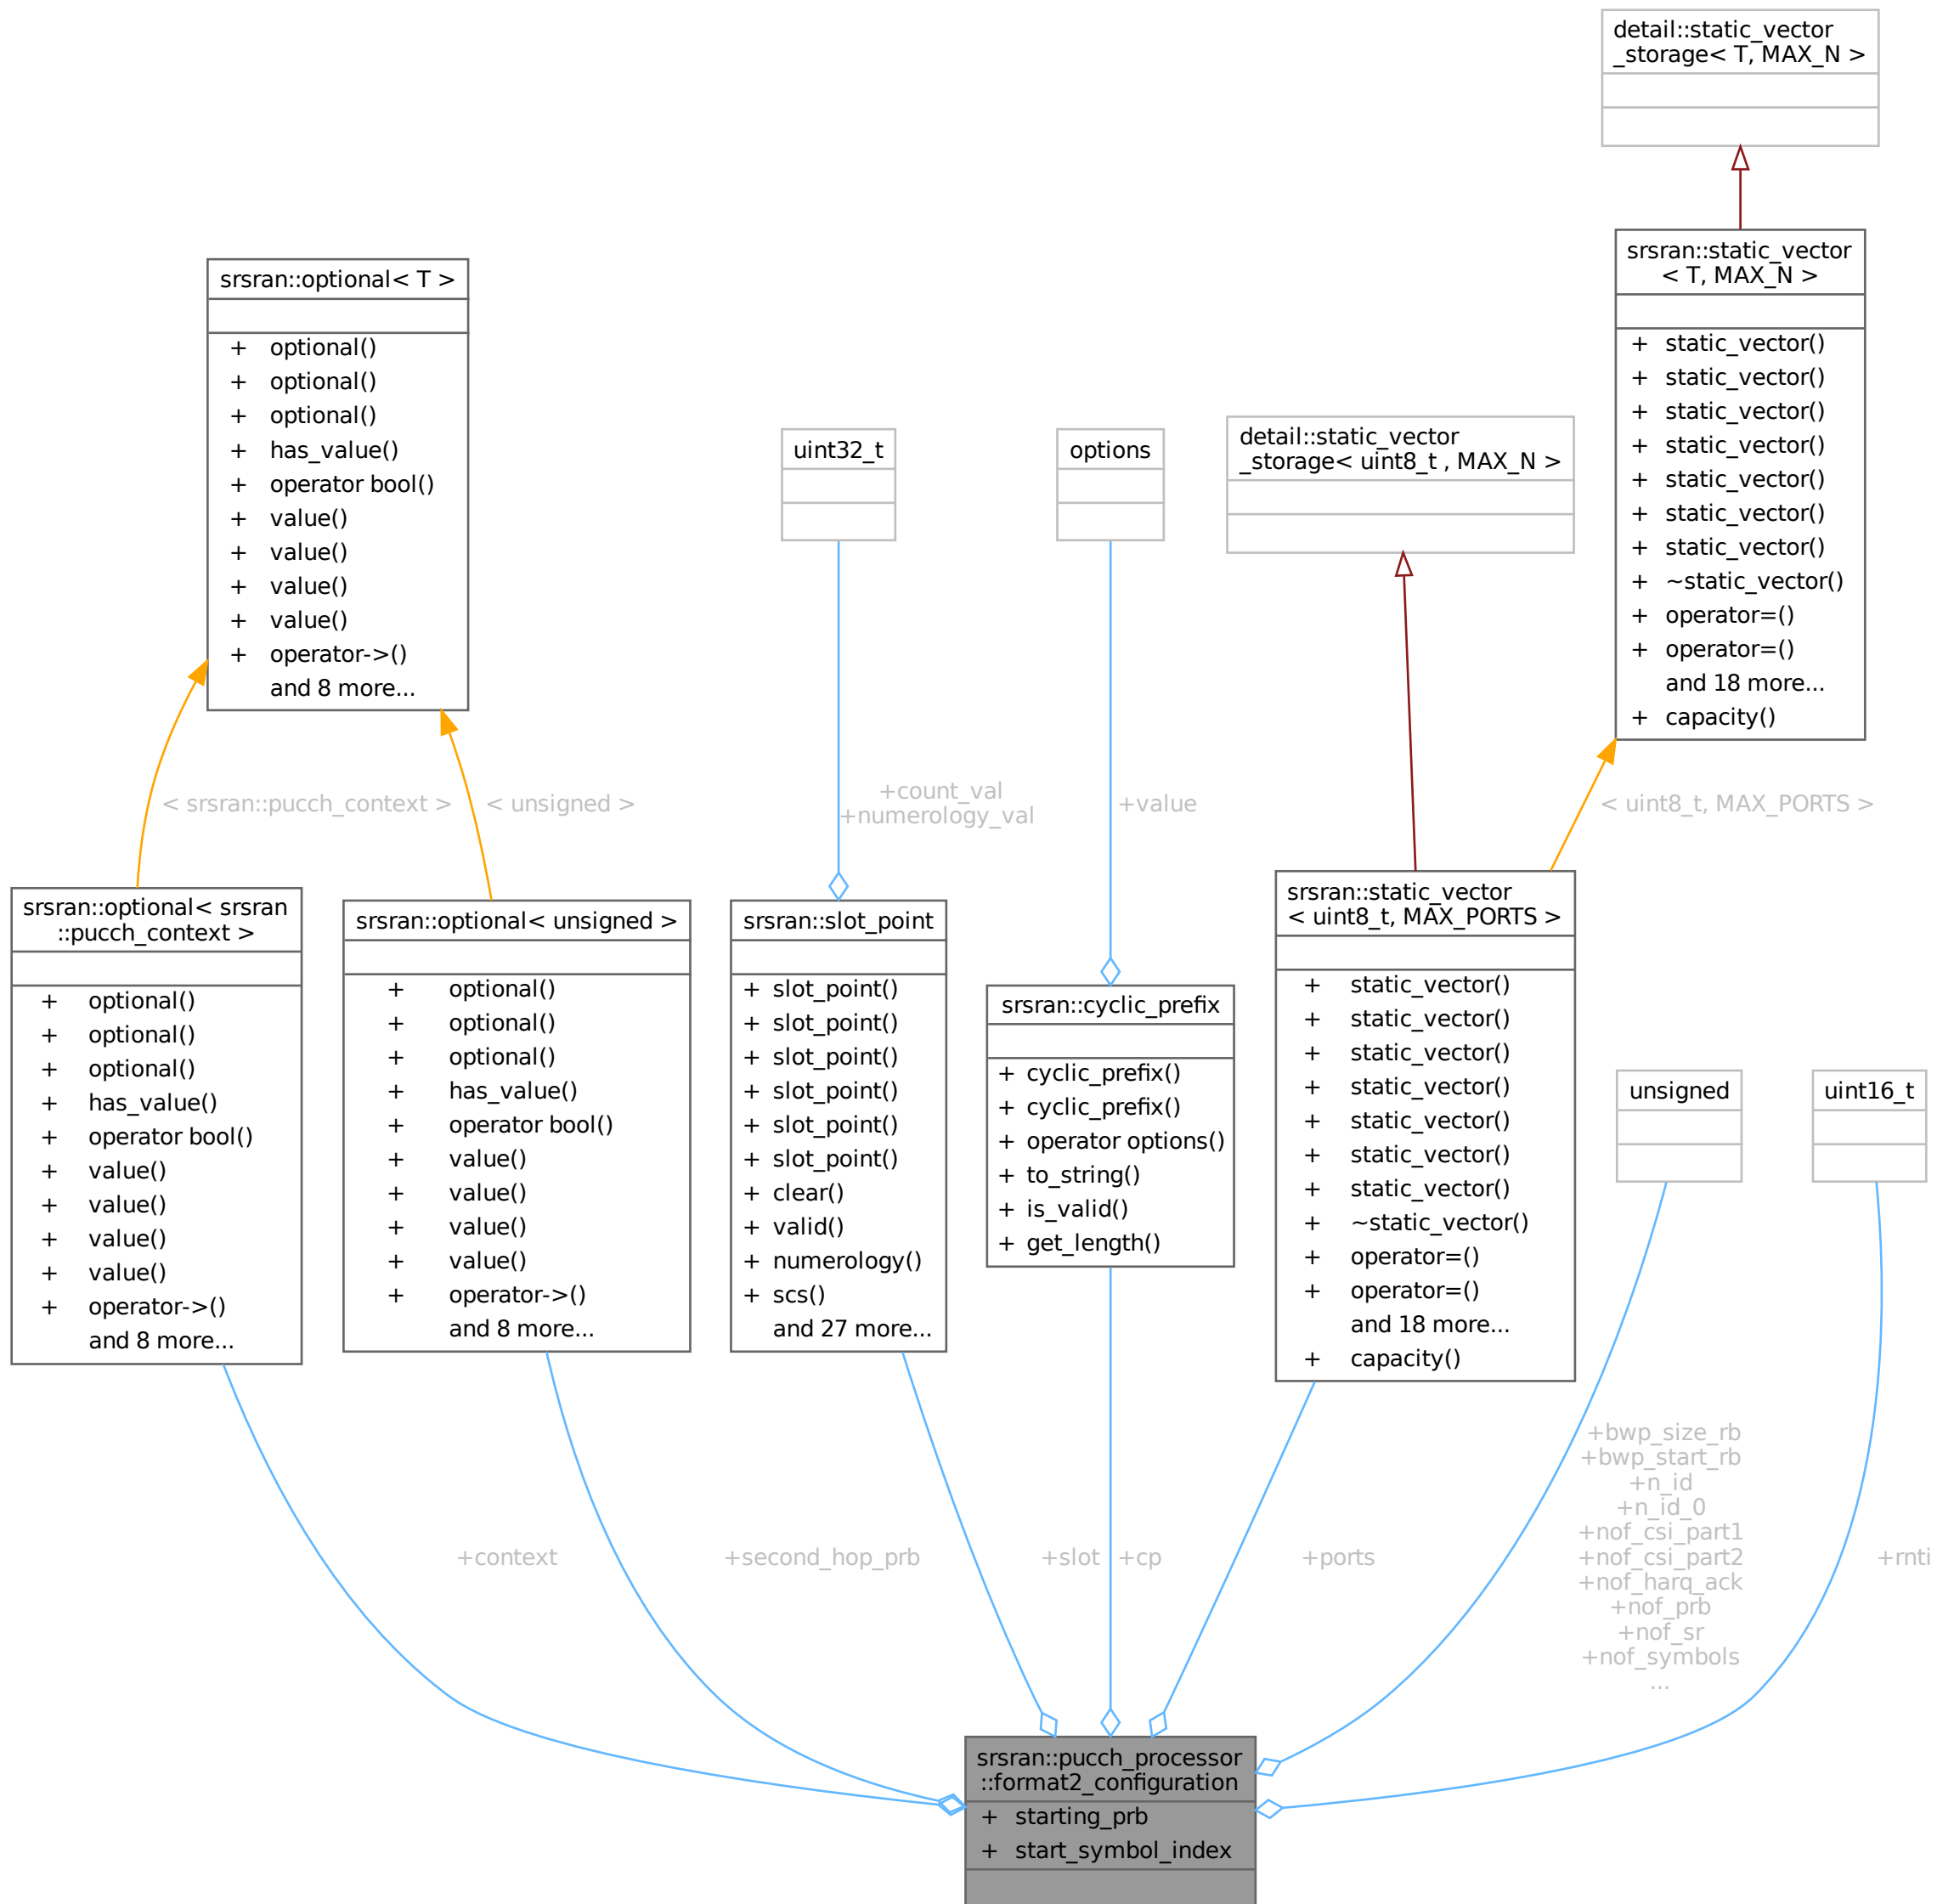 detail::static_vector
_storage< T, MAX_N >
srsran::static_vector
< T, MAX_N >
+ static_vector()
+ static_vector()
+ static_vector()
+ static_vector()
+ static_vector()
+ static_vector()
+ static_vector()
+ ~static_vector()
+ operator=()
+ operator=()
and 18 more...
+ capacity()
srsran::optional< T >
+ optional()
+ optional()
+ optional()
+ has_value()
+ operator bool()
+ value()
+ value()
+ value()
+ value()
+ operator->()
and 8 more...
uint32_t
options
detail::static_vector
_storage< uint8_t , MAX_N >
< srsran::pucch_context >
< unsigned >
+count_val
+numerology_val
+value
< uint8_t, MAX_PORTS >
srsran::optional< srsran
::pucch_context >
+ optional()
+ optional()
+ optional()
+ has_value()
+ operator bool()
+ value()
+ value()
+ value()
+ value()
+ operator->()
and 8 more...
srsran::optional< unsigned >
+ optional()
+ optional()
+ optional()
+ has_value()
+ operator bool()
+ value()
+ value()
+ value()
+ value()
+ operator->()
and 8 more...
srsran::slot_point
+ slot_point()
+ slot_point()
+ slot_point()
+ slot_point()
+ slot_point()
+ slot_point()
+ clear()
+ valid()
+ numerology()
+ scs()
and 27 more...
srsran::cyclic_prefix
+ cyclic_prefix()
+ cyclic_prefix()
+ operator options()
+ to_string()
+ is_valid()
+ get_length()
srsran::static_vector
< uint8_t, MAX_PORTS >
+ static_vector()
+ static_vector()
+ static_vector()
+ static_vector()
+ static_vector()
+ static_vector()
+ static_vector()
+ ~static_vector()
+ operator=()
+ operator=()
and 18 more...
+ capacity()
unsigned
uint16_t
+context
+second_hop_prb
+slot
+cp
+ports
+bwp_size_rb
+bwp_start_rb
+n_id
+n_id_0
+nof_csi_part1
+nof_csi_part2
+nof_harq_ack
+nof_prb
+nof_sr
+nof_symbols
...
+rnti
srsran::pucch_processor
::format2_configuration
+ starting_prb
+ start_symbol_index